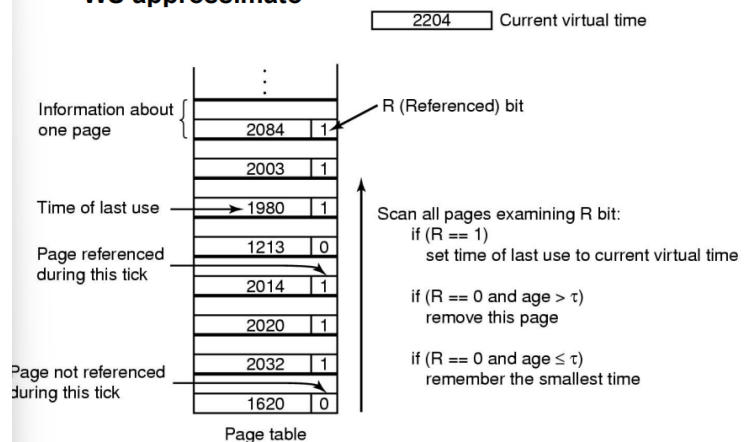 WS approssimato
2204 Current virtual time
Information about
one page
R (Referenced) bit
2084 1
2003 1
Time of last use
1980 1
1213 0
Page referenced
during this tick
2014 1
2020 1
2032 1
Page not referenced
during this tick
1620 0
Page table
Scan all pages examining R bit:
if (R == 1)
set time of last use to current virtual time
if (R == 0 and age > τ)
remove this page
if (R == 0 and age ≤ τ)
remember the smallest time